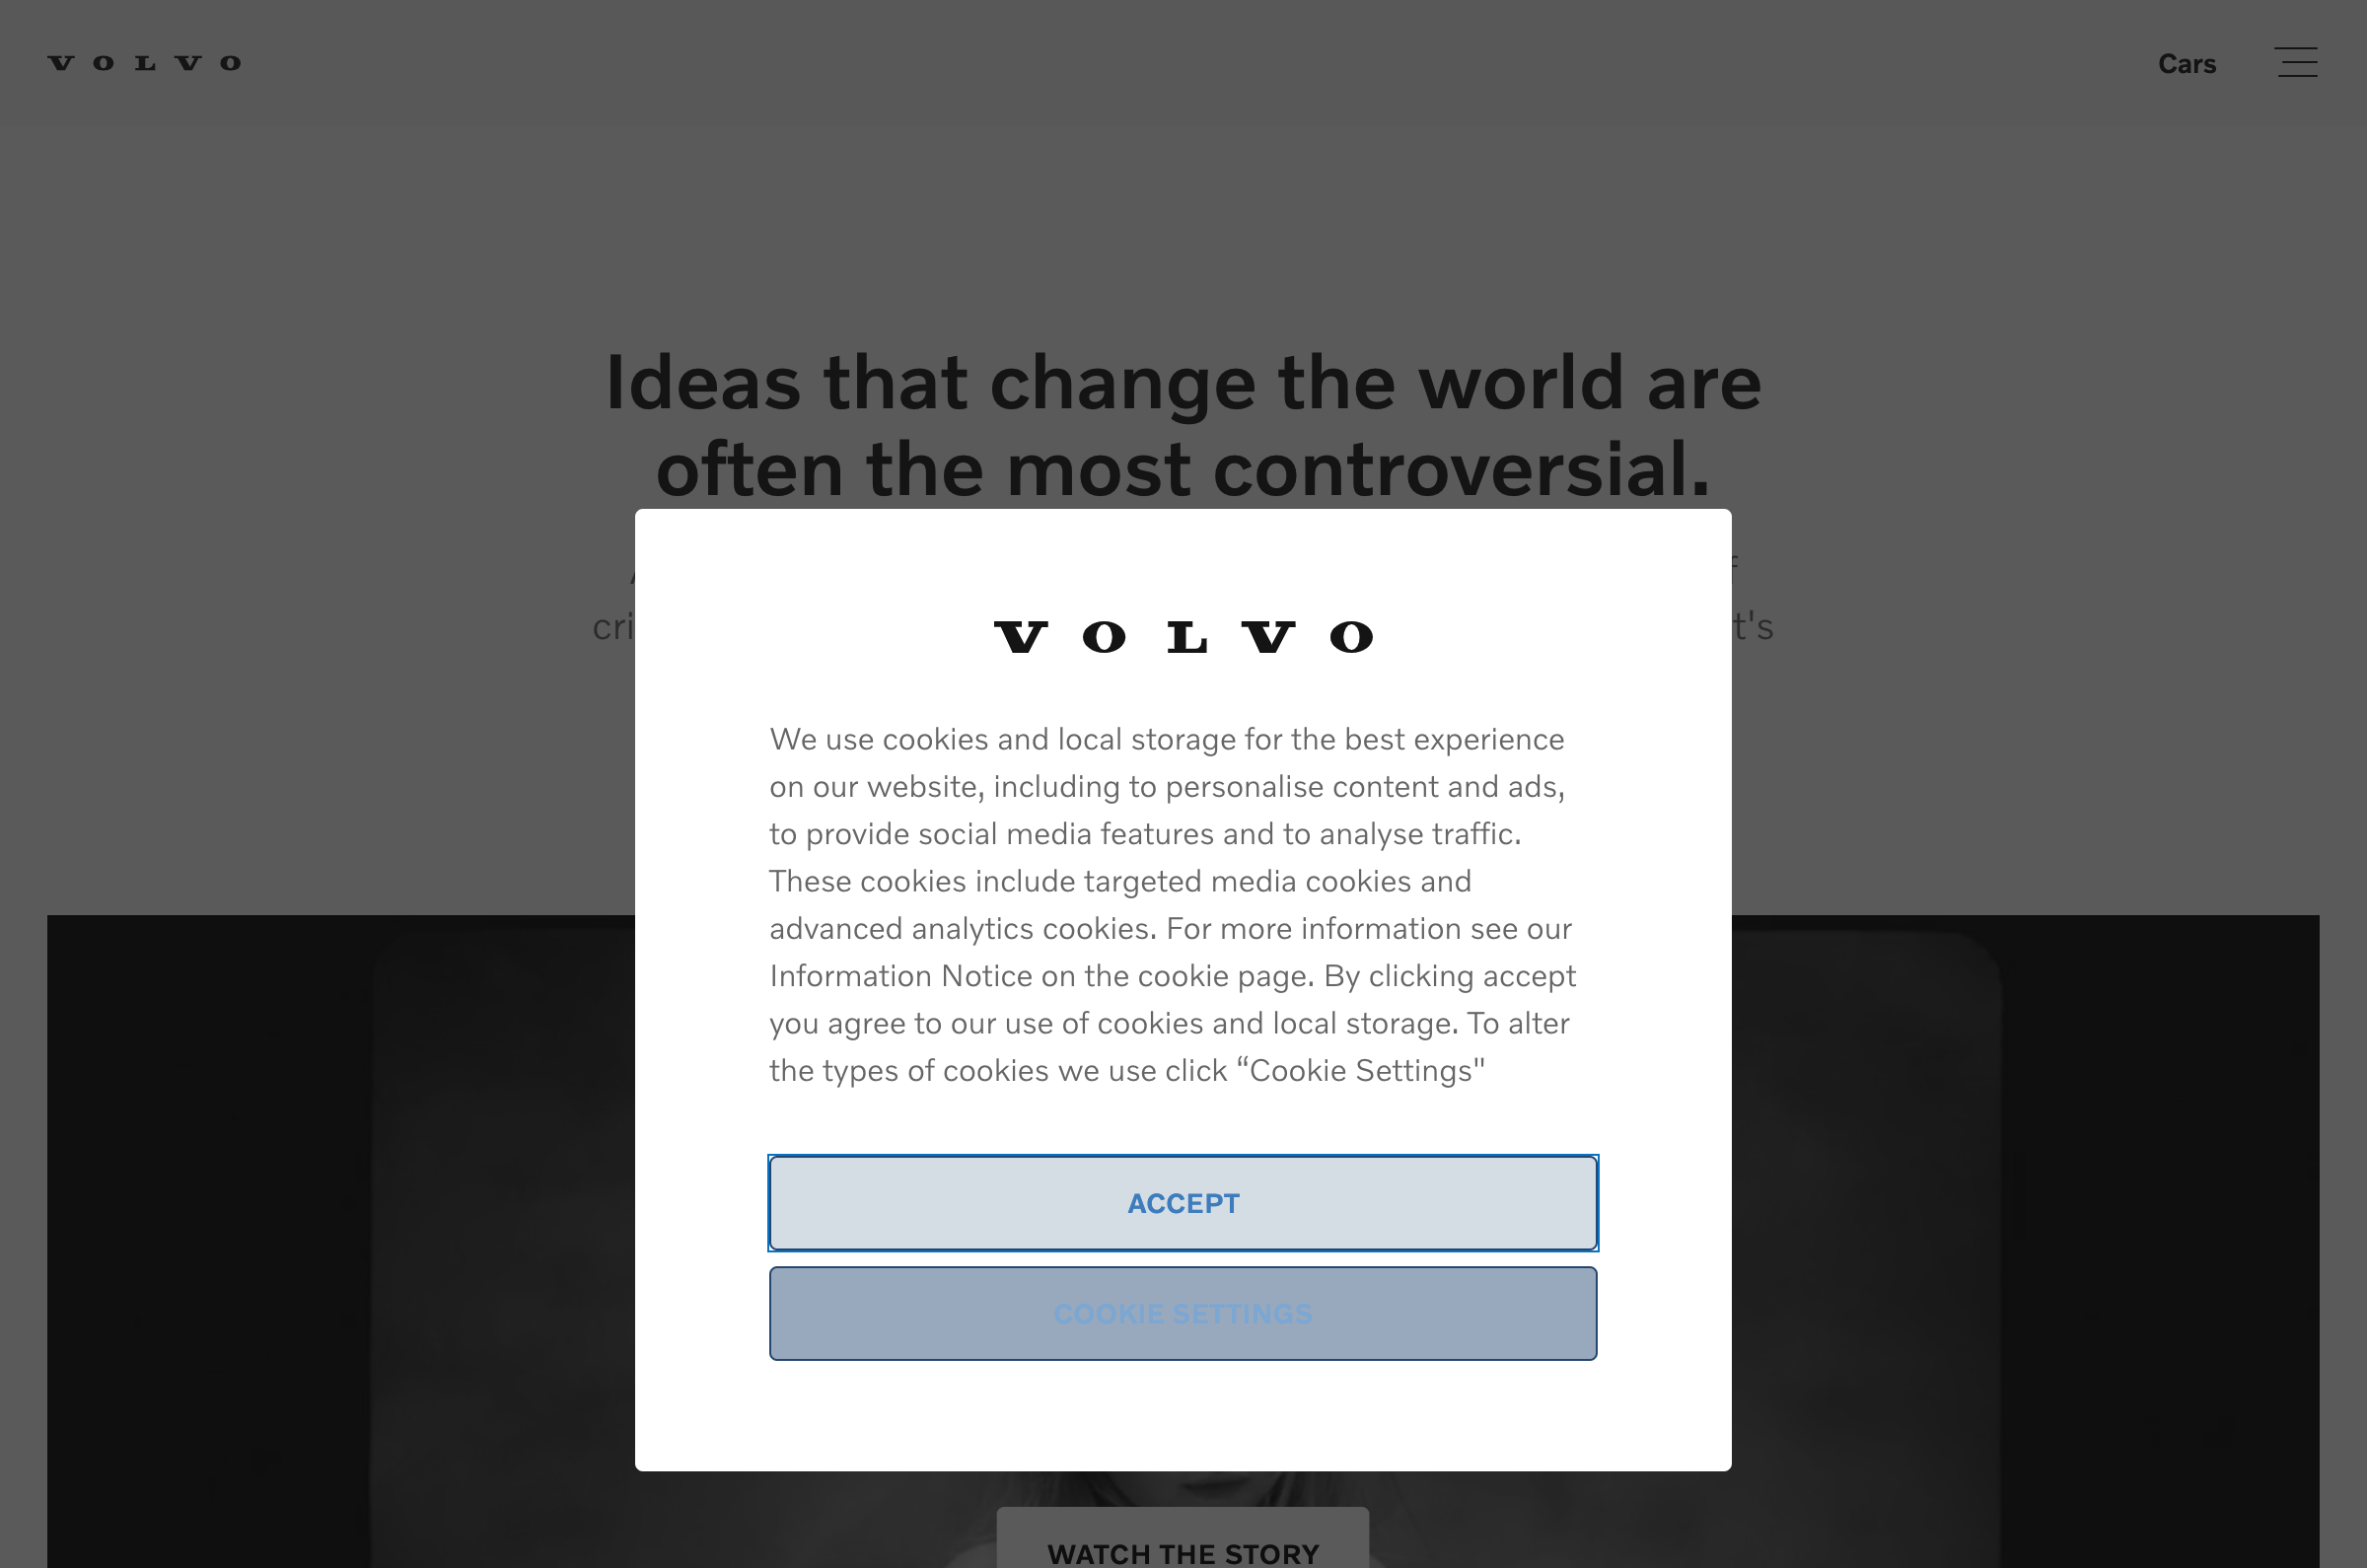 VOLVO
Cars
Ideas that change the world are
often the most controversial.
f
cri
t's
VOLVO
We use cookies and local storage for the best experience
on our website, including to personalise content and ads,
to provide social media features and to analyse traffic.
These cookies include targeted media cookies and
advanced analytics cookies. For more information see our
Information Notice on the cookie page. By clicking accept
you agree to our use of cookies and local storage. To alter
the types of cookies we use click “Cookie Settings"
ACCEPT
COOKIE SETTINGS
WATCH THE STORY